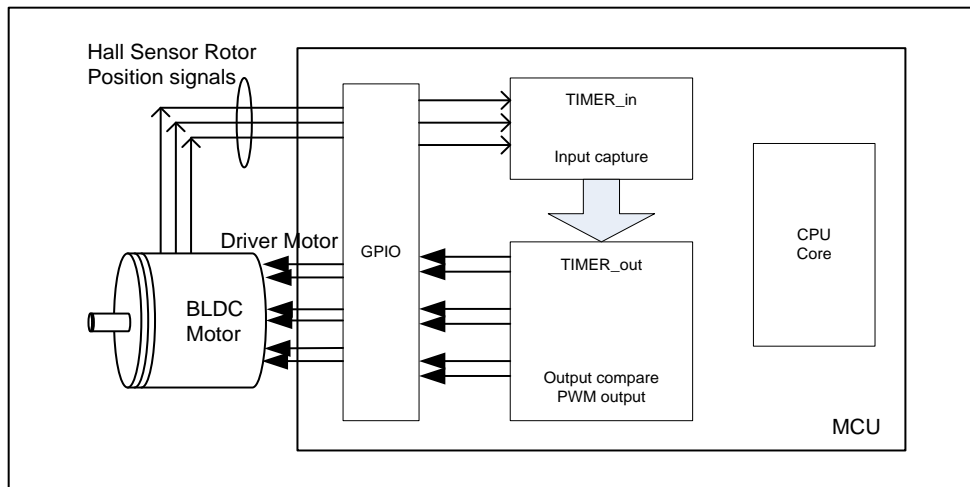 Hall Sensor Rotor
Position signals
TIMER_in
Input capture
Driver Motor
GPIO
TIMER_out
CPU
Core
BLDC
Motor
Output compare
PWM output
MCU